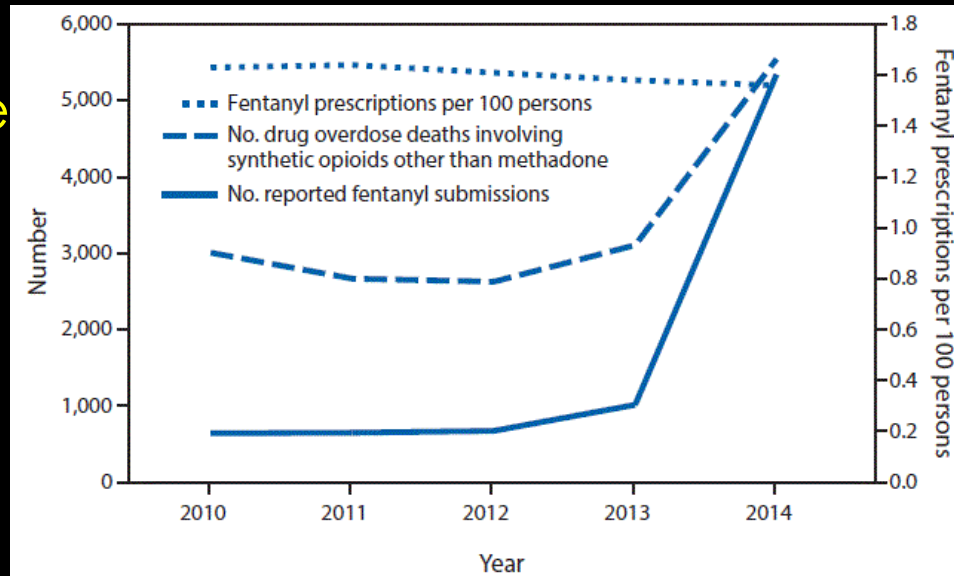 e
6,000
5,000
4,000
3,000
2,000
1,000
0
Number
Fentanyl prescriptions per 100 persons
No. drug overdose deaths involving
synthetic opioids other than methadone
No. reported fentanyl submissions
1.8
1.6
1.4
1.2
1.0
0.8
0.6
0.4
0.2
0.0
Fentanyl prescriptions per 100 persons
2010 2011 2012 2013 2014
Year